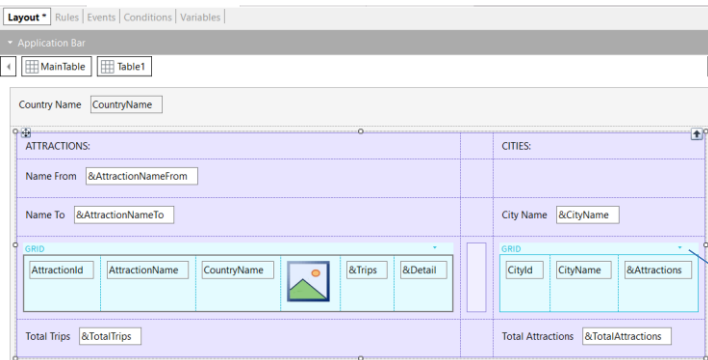 Layout * Rules Events Conditions Variables
Application Bar
MainTable Table1
Country Name CountryName
ATTRACTIONS: CITIES:
Name From &AttractionNameFrom
Name To &AttractionNameTo City Name &CityName
GRID GRID
AttractionId AttractionName CountryName &Trips &Detail CityId CityName &Attractions
Total Trips &TotalTrips Total Attractions &TotalAttractions